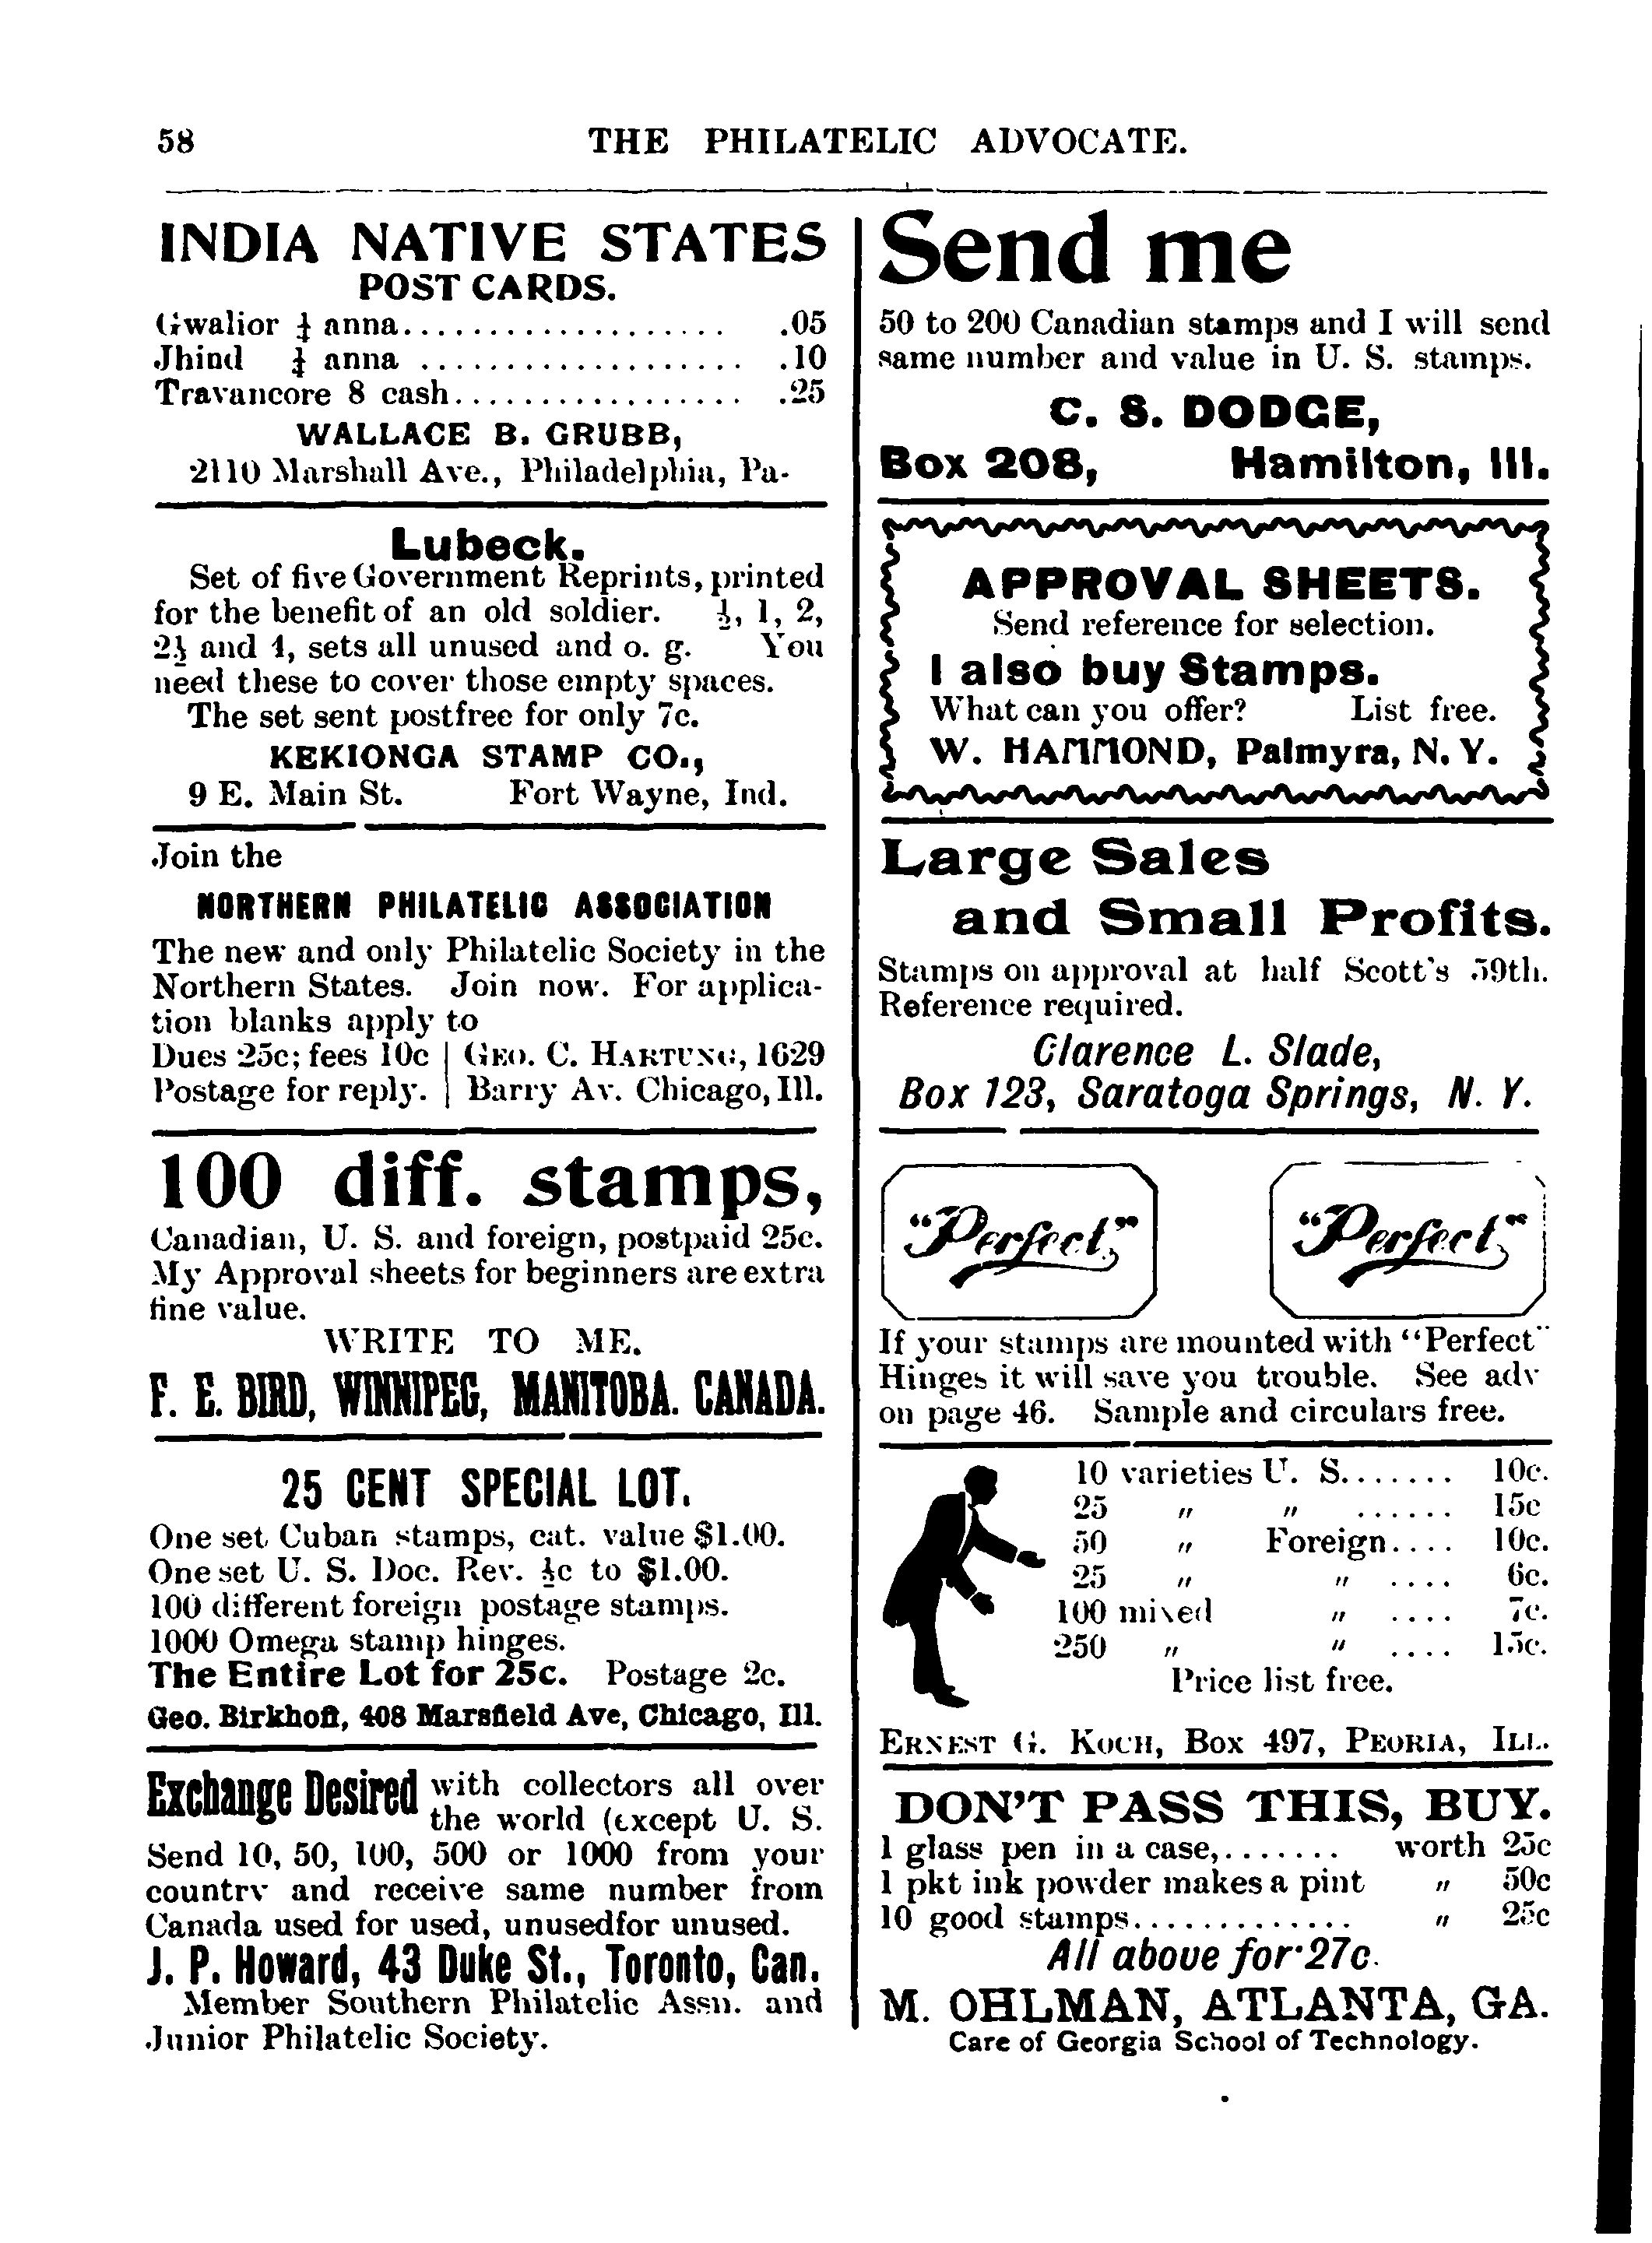 58 THE PHILATELIC ADVOCATE.
INDIA NATIVE STATES
POST CARDS.
Gwalior ¼ anna................... .05
Jhind ¼ anna ................... .10
Travancore 8 cash................. .25
WALLACE B. GRUBB,
2110 Marshall Ave., Philadelphia, Pa-
Lubeck.
Set of five Government Reprints, printed
for the benefit of an old soldier. ½, 1, 2,
2½ and 4, sets all unused and o. g. You
need these to cover those empty spaces.
The set sent postfree for only 7c.
KEKIONGA STAMP CO.,
9 E. Main St. Fort Wayne, Ind.
Join the
NORTHERN PHILATELIC ASSOCIATION
The new and only Philatelic Society in the
Northern States. Join now. For applica-
tion blanks apply to
Dues 25c; fees 10c | GEO. C. HARTUNG, 1629
Postage for reply. | Barry Av. Chicago, Ill.
100 diff. stamps,
Canadian, U. S. and foreign, postpaid 25c.
My Approval sheets for beginners are extra
fine value.
WRITE TO ME.
F. E. BIRD, WINNIPEG, MANITOBA. CANADA.
25 CENT SPECIAL LOT.
One set Cuban stamps, cat. value $1.00.
One set U. S. Doc. Rev. ½c to $1.00.
100 different foreign postage stamps.
1000 Omega stamp hinges.
The Entire Lot for 25c. Postage 2c.
Geo. Birkhoff, 408 Marsfield Ave, Chicago, Ill.
Exchange Desired with collectors all over
the world (except U. S.
Send 10, 50, 100, 500 or 1000 from your
country and receive same number from
Canada used for used, unusedfor unused.
J. P. Howard, 43 Duke St., Toronto, Can.
Member Southern Philatelic Assn. and
Junior Philatelic Society.
Send me
50 to 200 Canadian stamps and I will send
same number and value in U. S. stamps.
C. S. DODGE,
Box 208, Hamilton, Ill.
APPROVAL SHEETS.
Send reference for selection.
I also buy Stamps.
What can you offer? List free.
W. HAMMOND, Palmyra, N. Y.
Large Sales
and Small Profits.
Stamps on approval at half Scott's 59th.
Reference required.
Clarence L. Slade,
Box 123, Saratoga Springs, N. Y.
"Perfect" "Perfect"
If your stamps are mounted with "Perfect"
Hinges it will save you trouble. See adv
on page 46. Sample and circulars free.
10 varieties U. S....... 10c.
25 " " ...... 15c
50 " Foreign.... 10c.
25 " " .... 6c.
100 mixed " .... 7c.
250 " " .... 15c.
Price list free.
ERNEST G. KOCH, Box 497, PEORIA, ILL.
DON'T PASS THIS, BUY.
1 glass pen in a case,....... worth 25c
1 pkt ink powder makes a pint " 50c
10 good stamps............. " 25c
All above for 27c.
M. OHLMAN, ATLANTA, GA.
Care of Georgia School of Technology.